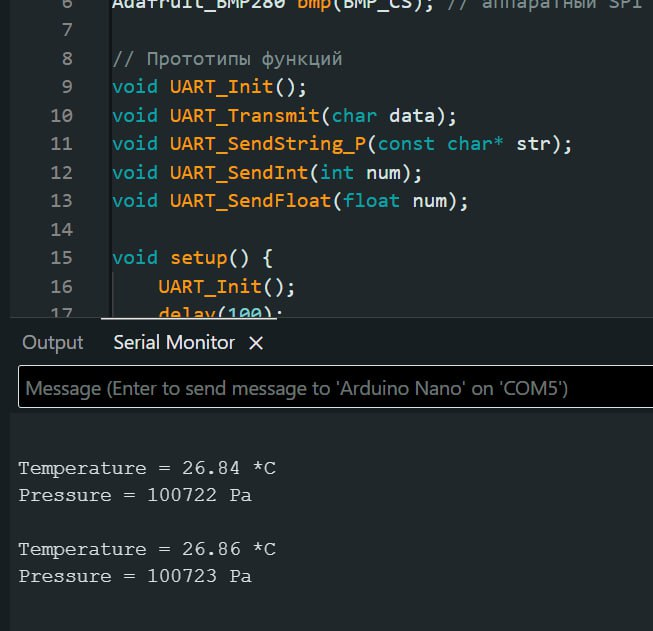 6 Adafruit_BMP280 bmp(BMP_CS); // аппаратный SPI
7
8 // Прототипы функций
9 void UART_Init();
10 void UART_Transmit(char data);
11 void UART_SendString_P(const char* str);
12 void UART_SendInt(int num);
13 void UART_SendFloat(float num);
14
15 void setup() {
16 UART_Init();
17 delay(100);
Output Serial Monitor
Message (Enter to send message to 'Arduino Nano' on 'COM5')
Temperature = 26.84 *C
Pressure = 100722 Pa
Temperature = 26.86 *C
Pressure = 100723 Pa